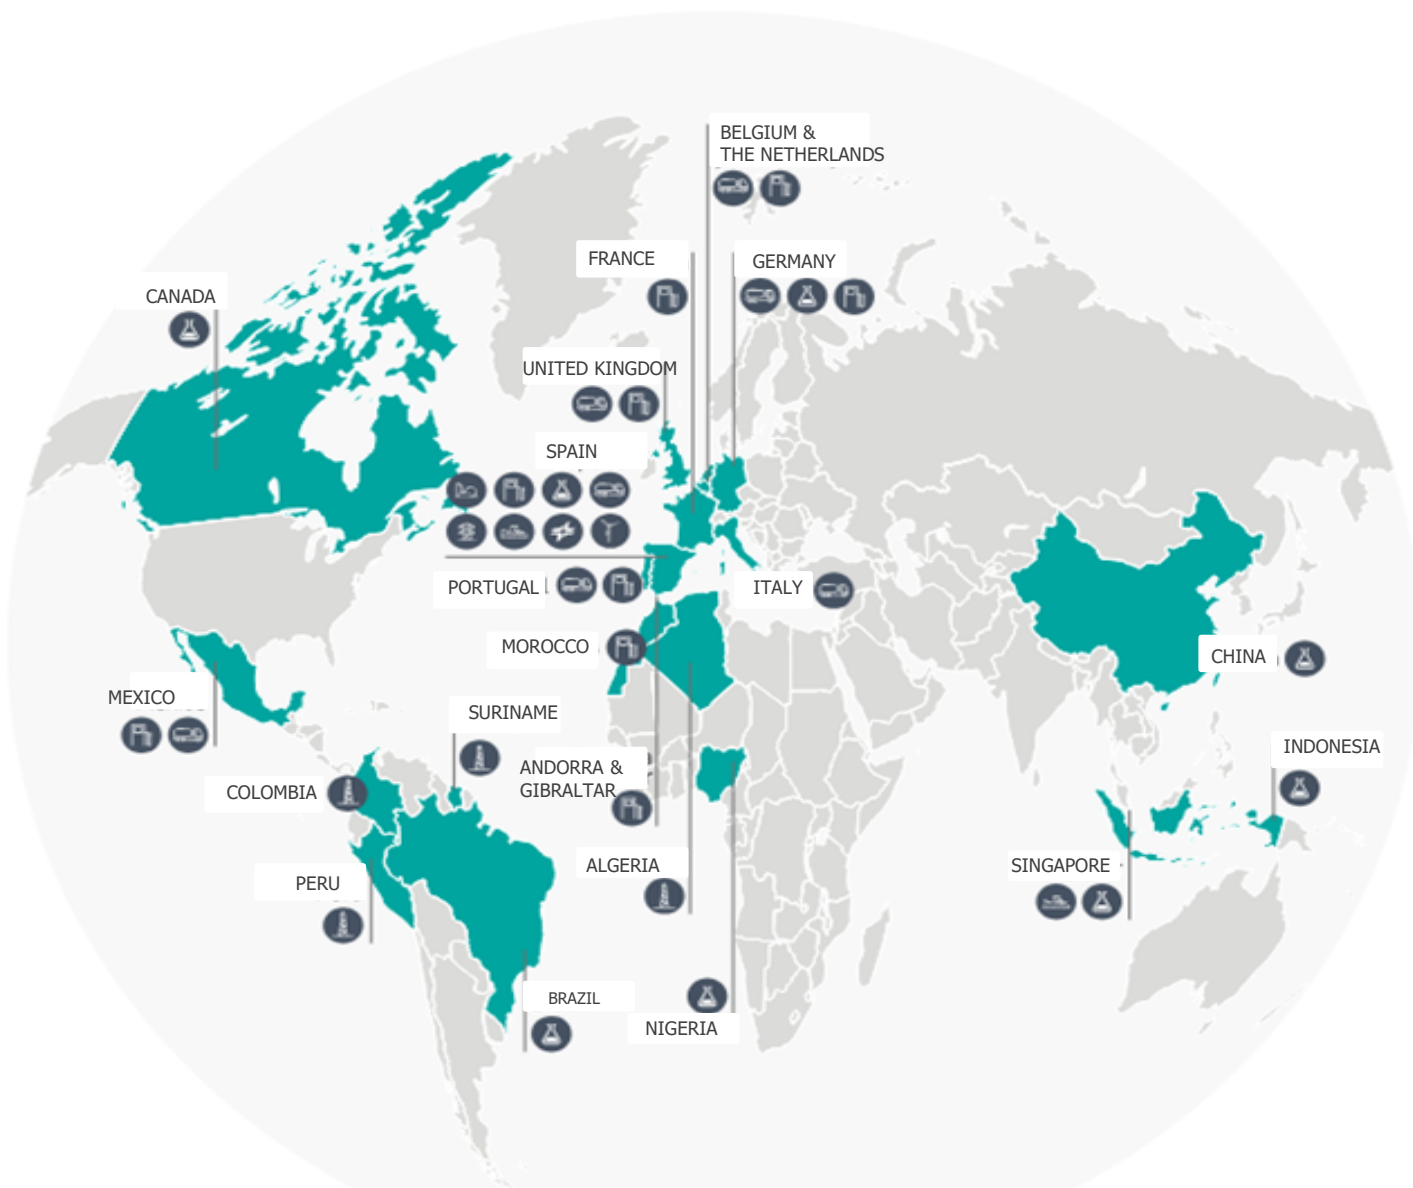 BELGIUM &
THE NETHERLANDS
FRANCE
GERMANY
CANADA
UNITED KINGDOM
SPAIN
PORTUGAL
ITALY
MOROCCO
CHINA
MEXICO
SURINAME
INDONESIA
ANDORRA &
GIBRALTAR
COLOMBIA
ALGERIA
SINGAPORE
PERU
BRAZIL
NIGERIA